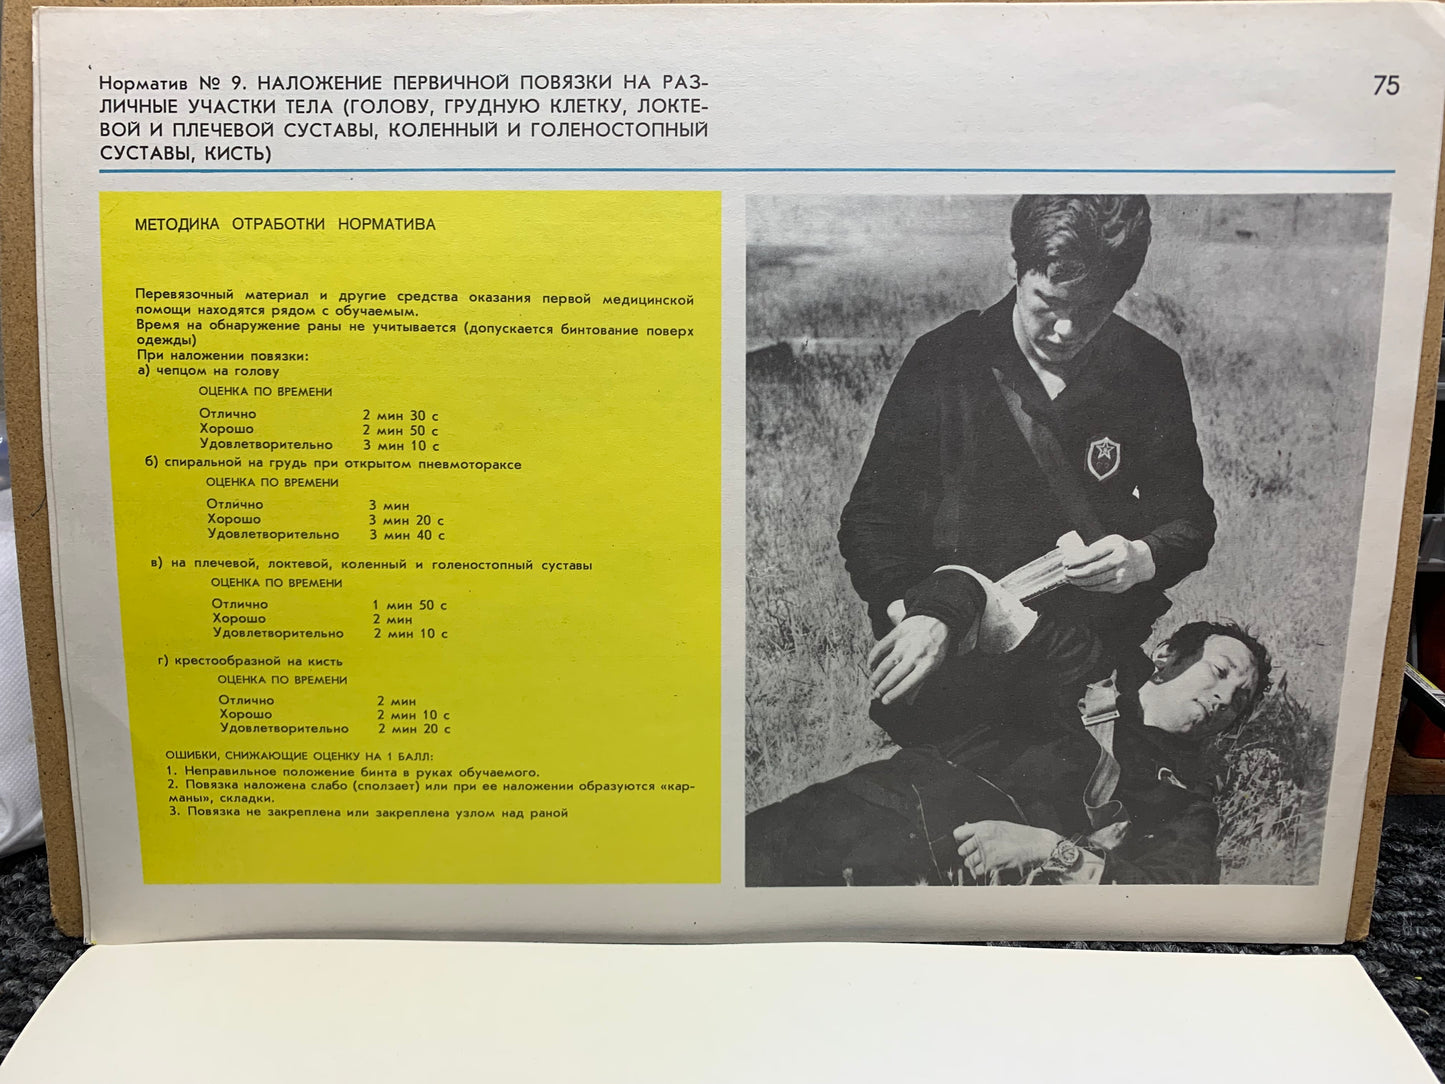 Норматив № 9. НАЛОЖЕНИЕ ПЕРВИЧНОЙ ПОВЯЗКИ НА РАЗ-
ЛИЧНЫЕ УЧАСТКИ ТЕЛА (ГОЛОВУ, ГРУДНУЮ КЛЕТКУ, ЛОКТЕ-
ВОЙ И ПЛЕЧЕВОЙ СУСТАВЫ, КОЛЕННЫЙ И ГОЛЕНОСТОПНЫЙ
СУСТАВЫ, КИСТЬ)
75
МЕТОДИКА ОТРАБОТКИ НОРМАТИВА
Перевязочный материал и другие средства оказания первой медицинской
помощи находятся рядом с обучаемым.
Время на обнаружение раны не учитывается (допускается бинтование поверх
одежды)
При наложении повязки:
а) чепцом на голову
ОЦЕНКА ПО ВРЕМЕНИ
Отлично 2 мин 30 с
Хорошо 2 мин 50 с
Удовлетворительно 3 мин 10 с
б) спиральной на грудь при открытом пневмотораксе
ОЦЕНКА ПО ВРЕМЕНИ
Отлично 3 мин
Хорошо 3 мин 20 с
Удовлетворительно 3 мин 40 с
в) на плечевой, локтевой, коленный и голеностопный суставы
ОЦЕНКА ПО ВРЕМЕНИ
Отлично 1 мин 50 с
Хорошо 2 мин
Удовлетворительно 2 мин 10 с
г) крестообразной на кисть
ОЦЕНКА ПО ВРЕМЕНИ
Отлично 2 мин
Хорошо 2 мин 10 с
Удовлетворительно 2 мин 20 с
ОШИБКИ, СНИЖАЮЩИЕ ОЦЕНКУ НА 1 БАЛЛ:
1. Неправильное положение бинта в руках обучаемого.
2. Повязка наложена слабо (сползает) или при ее наложении образуются «кар-
маны», складки.
3. Повязка не закреплена или закреплена узлом над раной